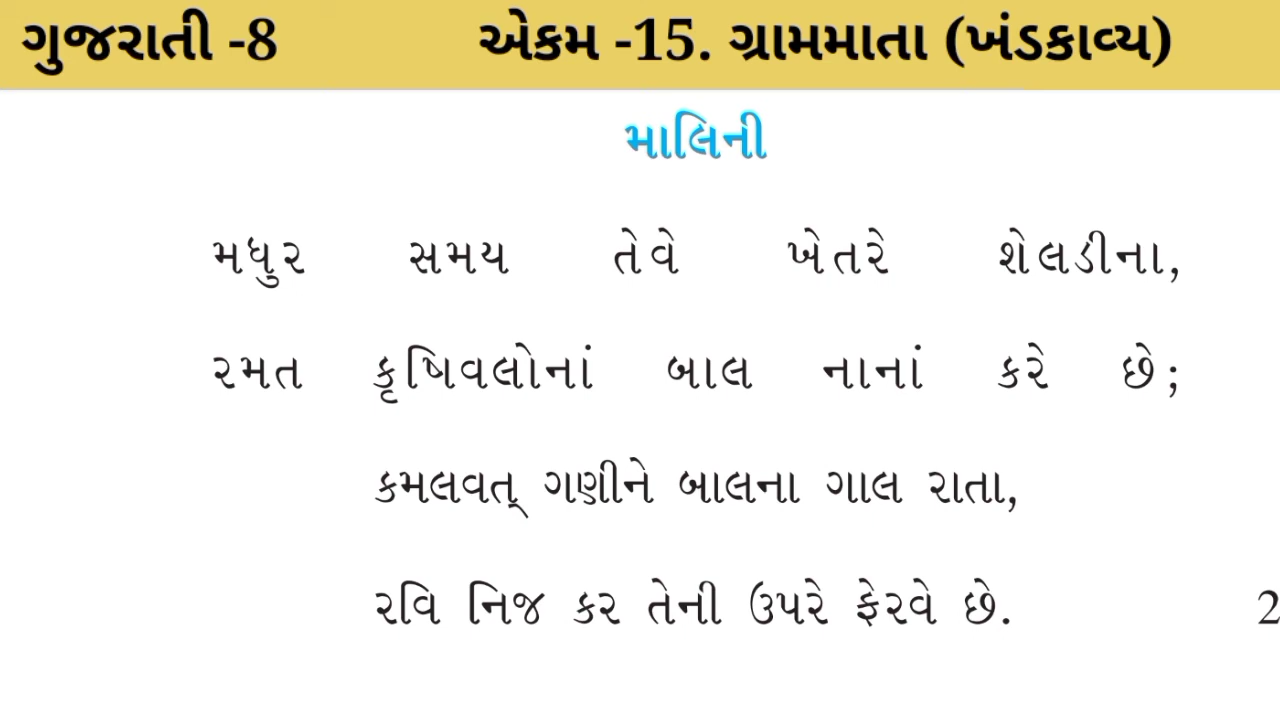 ગુજરાતી -8 એકમ -15. ગ્રામમાતા (ખંડકાવ્ય)
માલિની
મધુર સમય તેવે ખેતરે શેલડીના,
રમત કૃષિવલોનાં બાલ નાનાં કરે છે;
કમલવત્ ગણીને બાલના ગાલ રાતા,
રવિ નિજ કર તેની ઉપરે ફેરવે છે. 2